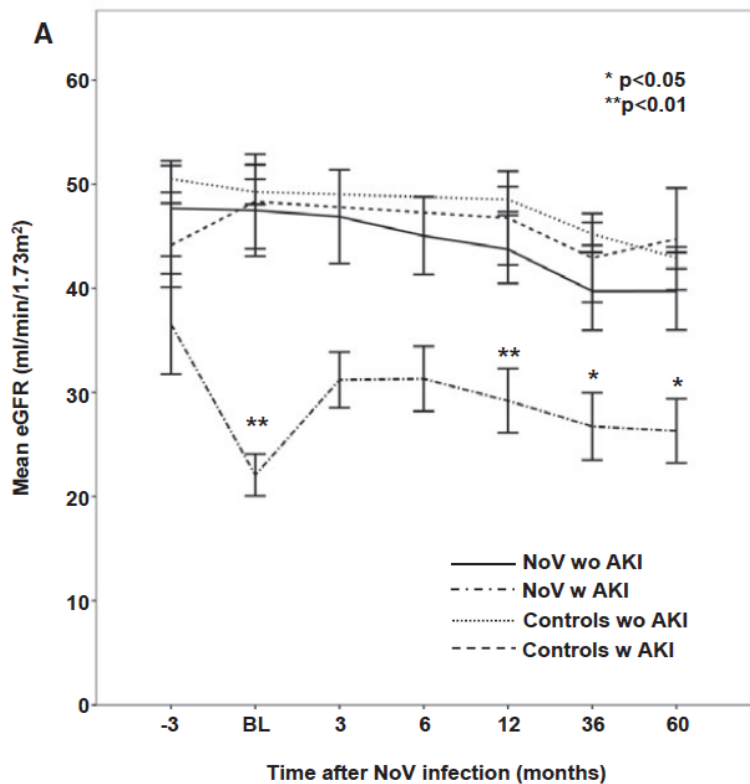 A
* p<0.05
**p<0.01
60
50
40
30
20
10
0
Mean eGFR (ml/min/1.73m²)
**
**
*
*
NoV wo AKI
NoV w AKI
Controls wo AKI
Controls w AKI
-3 BL 3 6 12 36 60
Time after NoV infection (months)